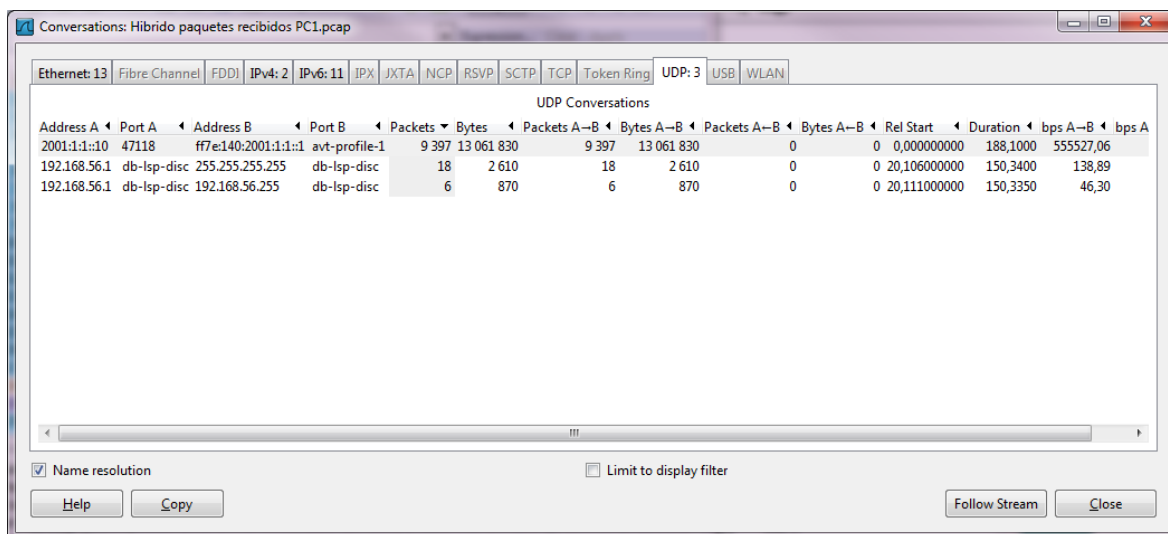 Conversations: Hibrido paquetes recibidos PC1.pcap
Ethernet: 13 Fibre Channel FDDI IPv4: 2 IPv6: 11 IPX JXTA NCP RSVP SCTP TCP Token Ring UDP: 3 USB WLAN
UDP Conversations
Address A Port A Address B Port B Packets Bytes Packets A→B Bytes A→B Packets A←B Bytes A←B Rel Start Duration bps A→B bps A
2001:1:1::10 47118 ff7e:140:2001:1:1::1 avt-profile-1 9 397 13 061 830 9 397 13 061 830 0 0 0,000000000 188,1000 555527,06
192.168.56.1 db-lsp-disc 255.255.255.255 db-lsp-disc 18 2 610 18 2 610 0 0 20,106000000 150,3400 138,89
192.168.56.1 db-lsp-disc 192.168.56.255 db-lsp-disc 6 870 6 870 0 0 20,111000000 150,3350 46,30
Name resolution Limit to display filter
Help Copy Follow Stream Close